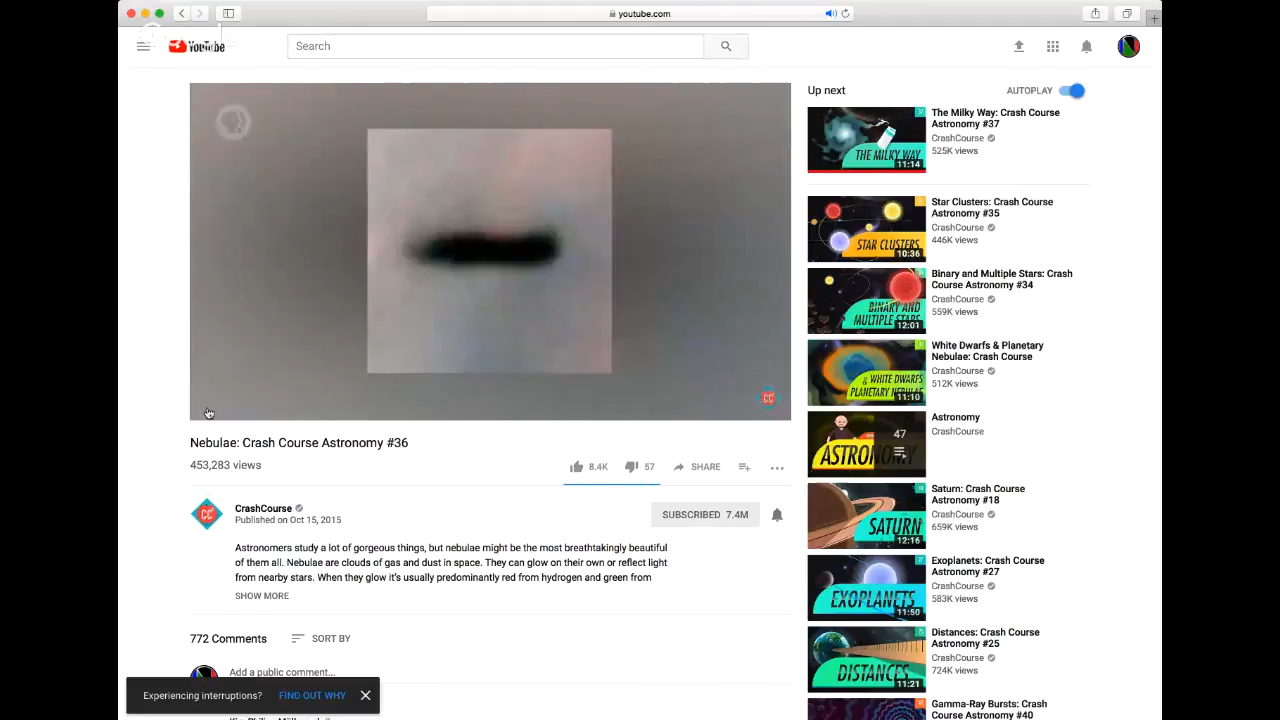 youtube.com
YouTube
Search
Up next
AUTOPLAY
THE MILKY WAY
11:14
The Milky Way: Crash Course
Astronomy #37
CrashCourse
525K views
STAR CLUSTERS
10:36
Star Clusters: Crash Course
Astronomy #35
CrashCourse
446K views
BINARY AND
MULTIPLE STARS
12:01
Binary and Multiple Stars: Crash
Course Astronomy #34
CrashCourse
559K views
& WHITE DWARFS
PLANETARY NEBULAE
11:10
White Dwarfs & Planetary
Nebulae: Crash Course
CrashCourse
512K views
ASTRONOMY
47
Astronomy
CrashCourse
SATURN
12:16
Saturn: Crash Course
Astronomy #18
CrashCourse
659K views
EXOPLANETS
11:50
Exoplanets: Crash Course
Astronomy #27
CrashCourse
583K views
DISTANCES
11:21
Distances: Crash Course
Astronomy #25
CrashCourse
724K views
Gamma-Ray Bursts: Crash
Course Astronomy #40
CC
Nebulae: Crash Course Astronomy #36
453,283 views
8.4K
57
SHARE
CC
CrashCourse
Published on Oct 15, 2015
SUBSCRIBED 7.4M
Astronomers study a lot of gorgeous things, but nebulae might be the most breathtakingly beautiful
of them all. Nebulae are clouds of gas and dust in space. They can glow on their own or reflect light
from nearby stars. When they glow it's usually predominantly red from hydrogen and green from
SHOW MORE
772 Comments
SORT BY
Add a public comment...
Experiencing interruptions?
FIND OUT WHY